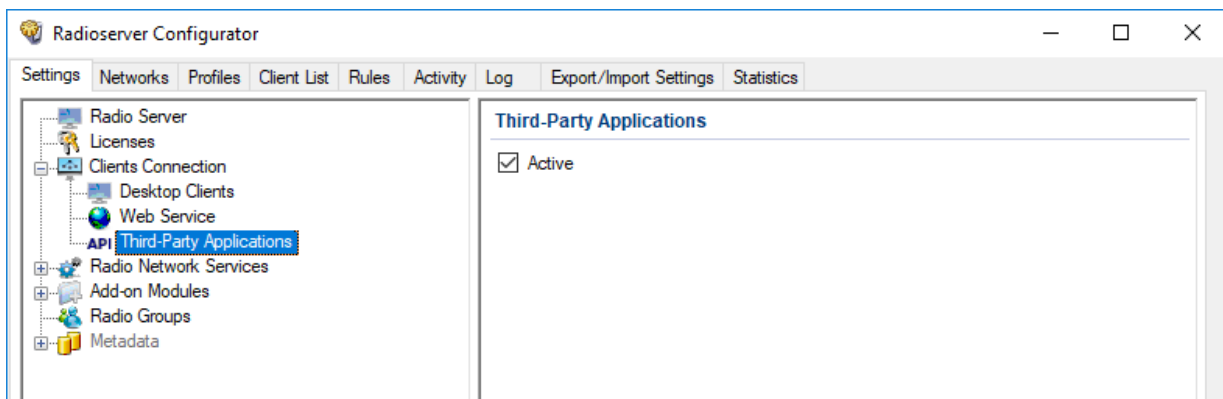 Radioserver Configurator
Settings Networks Profiles Client List Rules Activity Log Export/Import Settings Statistics
Radio Server
Licenses
Clients Connection
Desktop Clients
Web Service
API Third-Party Applications
Radio Network Services
Add-on Modules
Radio Groups
Metadata
Third-Party Applications
Active